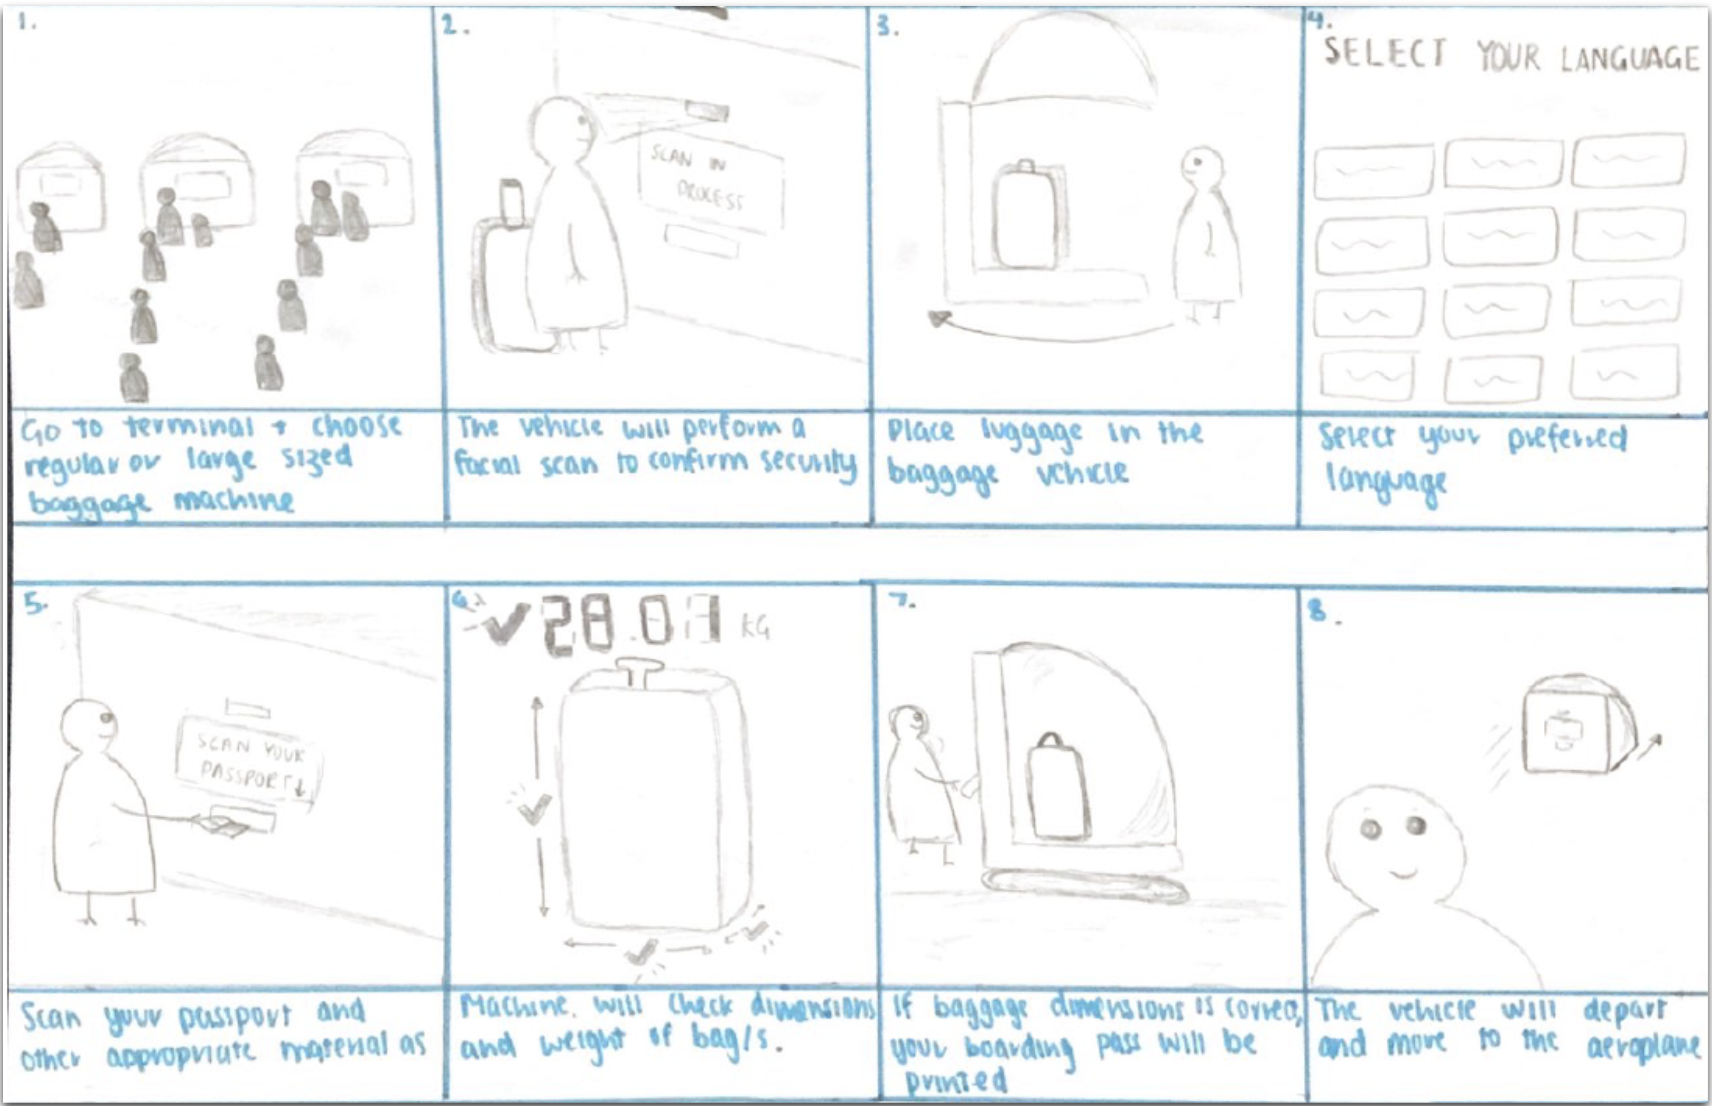 1.
Go to terminal + choose
regular or large sized
baggage machine
2.
SCAN IN
PROCESS
The vehicle will perform a
facial scan to confirm security
3.
Place luggage in the
baggage vehicle
4.
SELECT YOUR LANGUAGE
Select your preferred
language
5.
SCAN YOUR
PASSPORT↓
Scan your passport and
other appropriate material as
6.
✓28.01 KG
Machine. will check dimensions
and weight of bag/s.
7.
If baggage dimensions is correct,
your boarding pass will be
printed
8.
The vehicle will depart
and move to the aeroplane